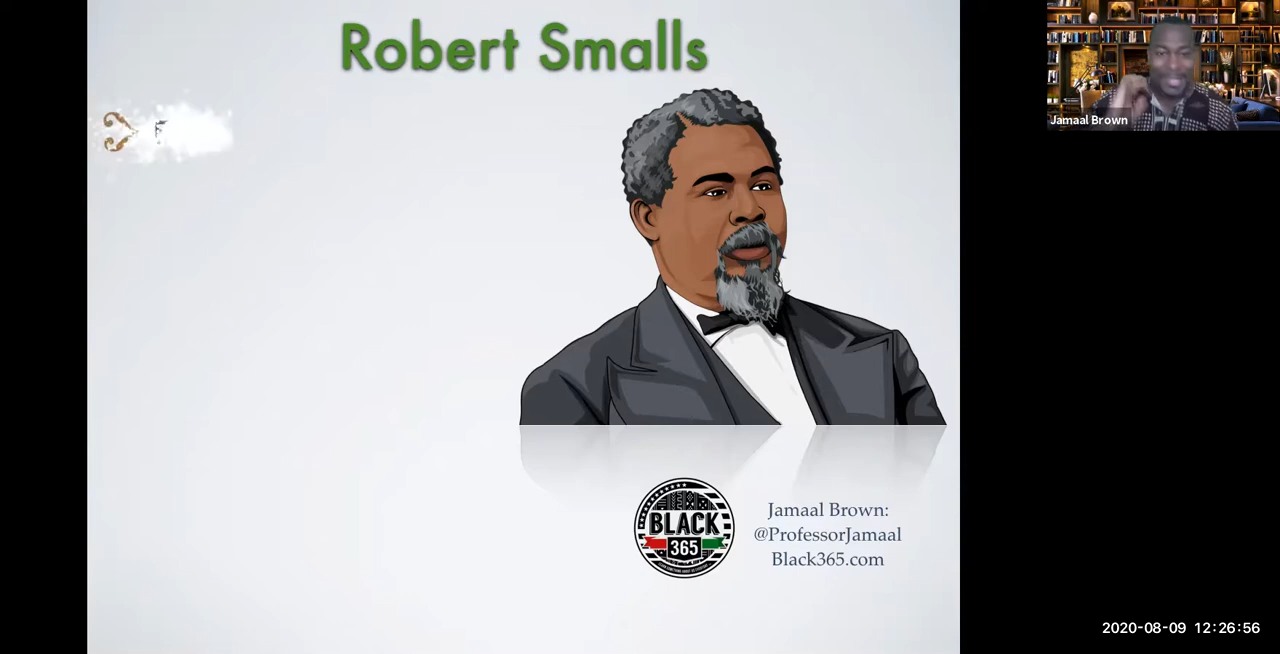 Robert Smalls
Jamaal Brown
BLACK
365
Jamaal Brown:
@ProfessorJamaal
Black365.com
2020-08-09 12:26:56